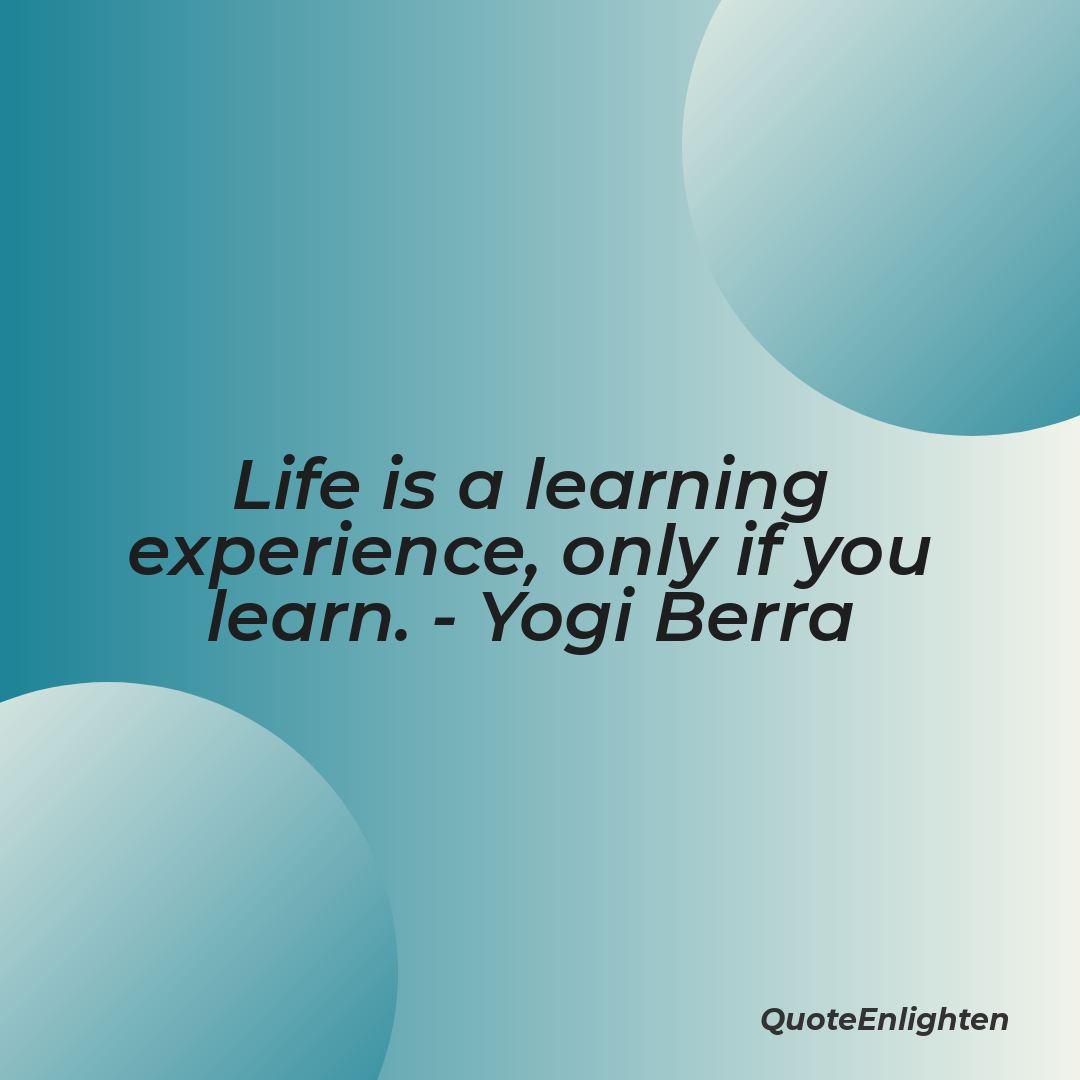 Life is a learning
experience, only if you
learn. - Yogi Berra
QuoteEnlighten